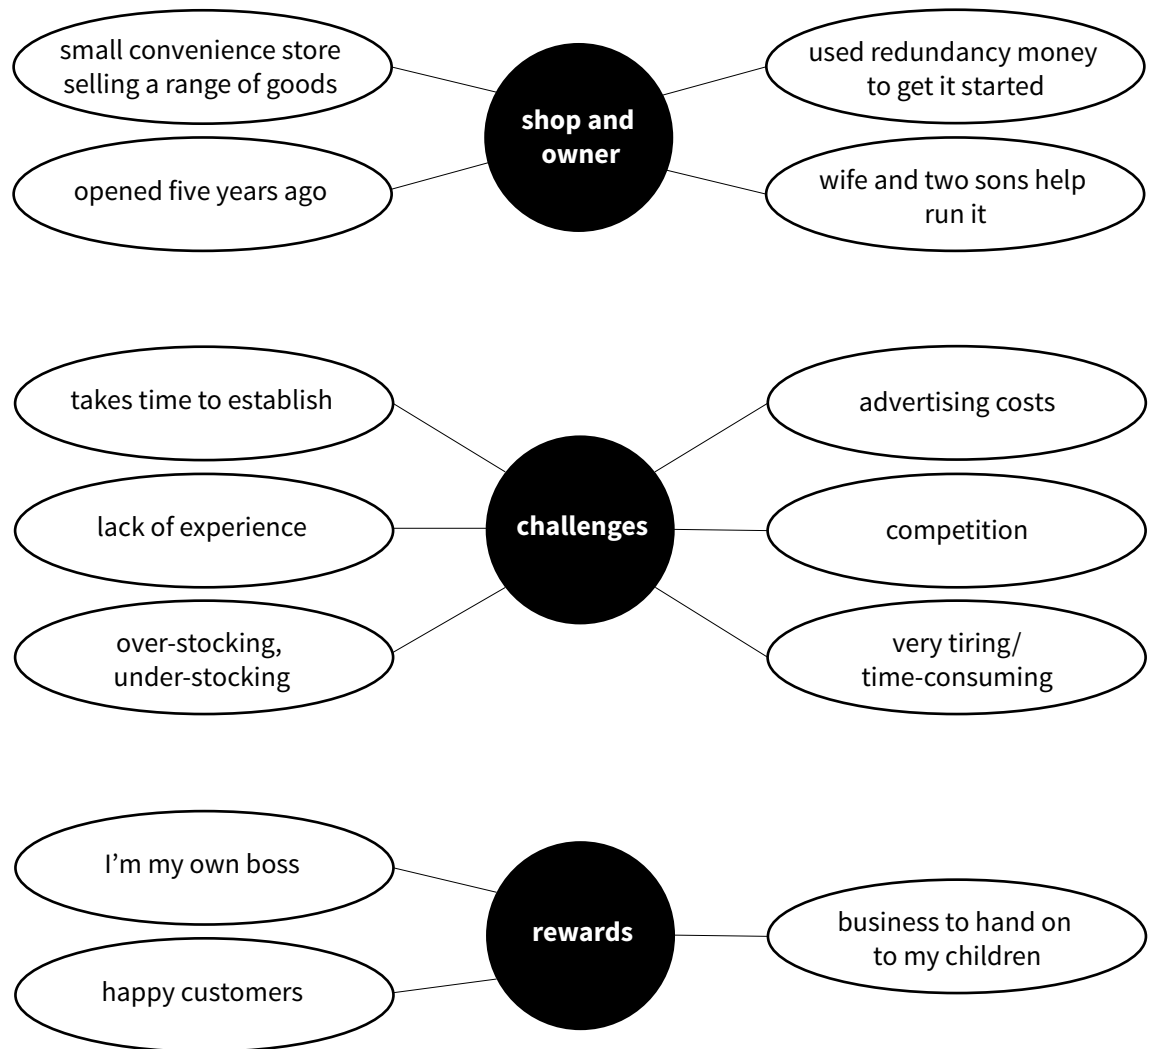 small convenience store
selling a range of goods
opened five years ago
shop and
owner
used redundancy money
to get it started
wife and two sons help
run it
takes time to establish
lack of experience
over-stocking,
under-stocking
challenges
advertising costs
competition
very tiring/
time-consuming
I’m my own boss
happy customers
rewards
business to hand on
to my children